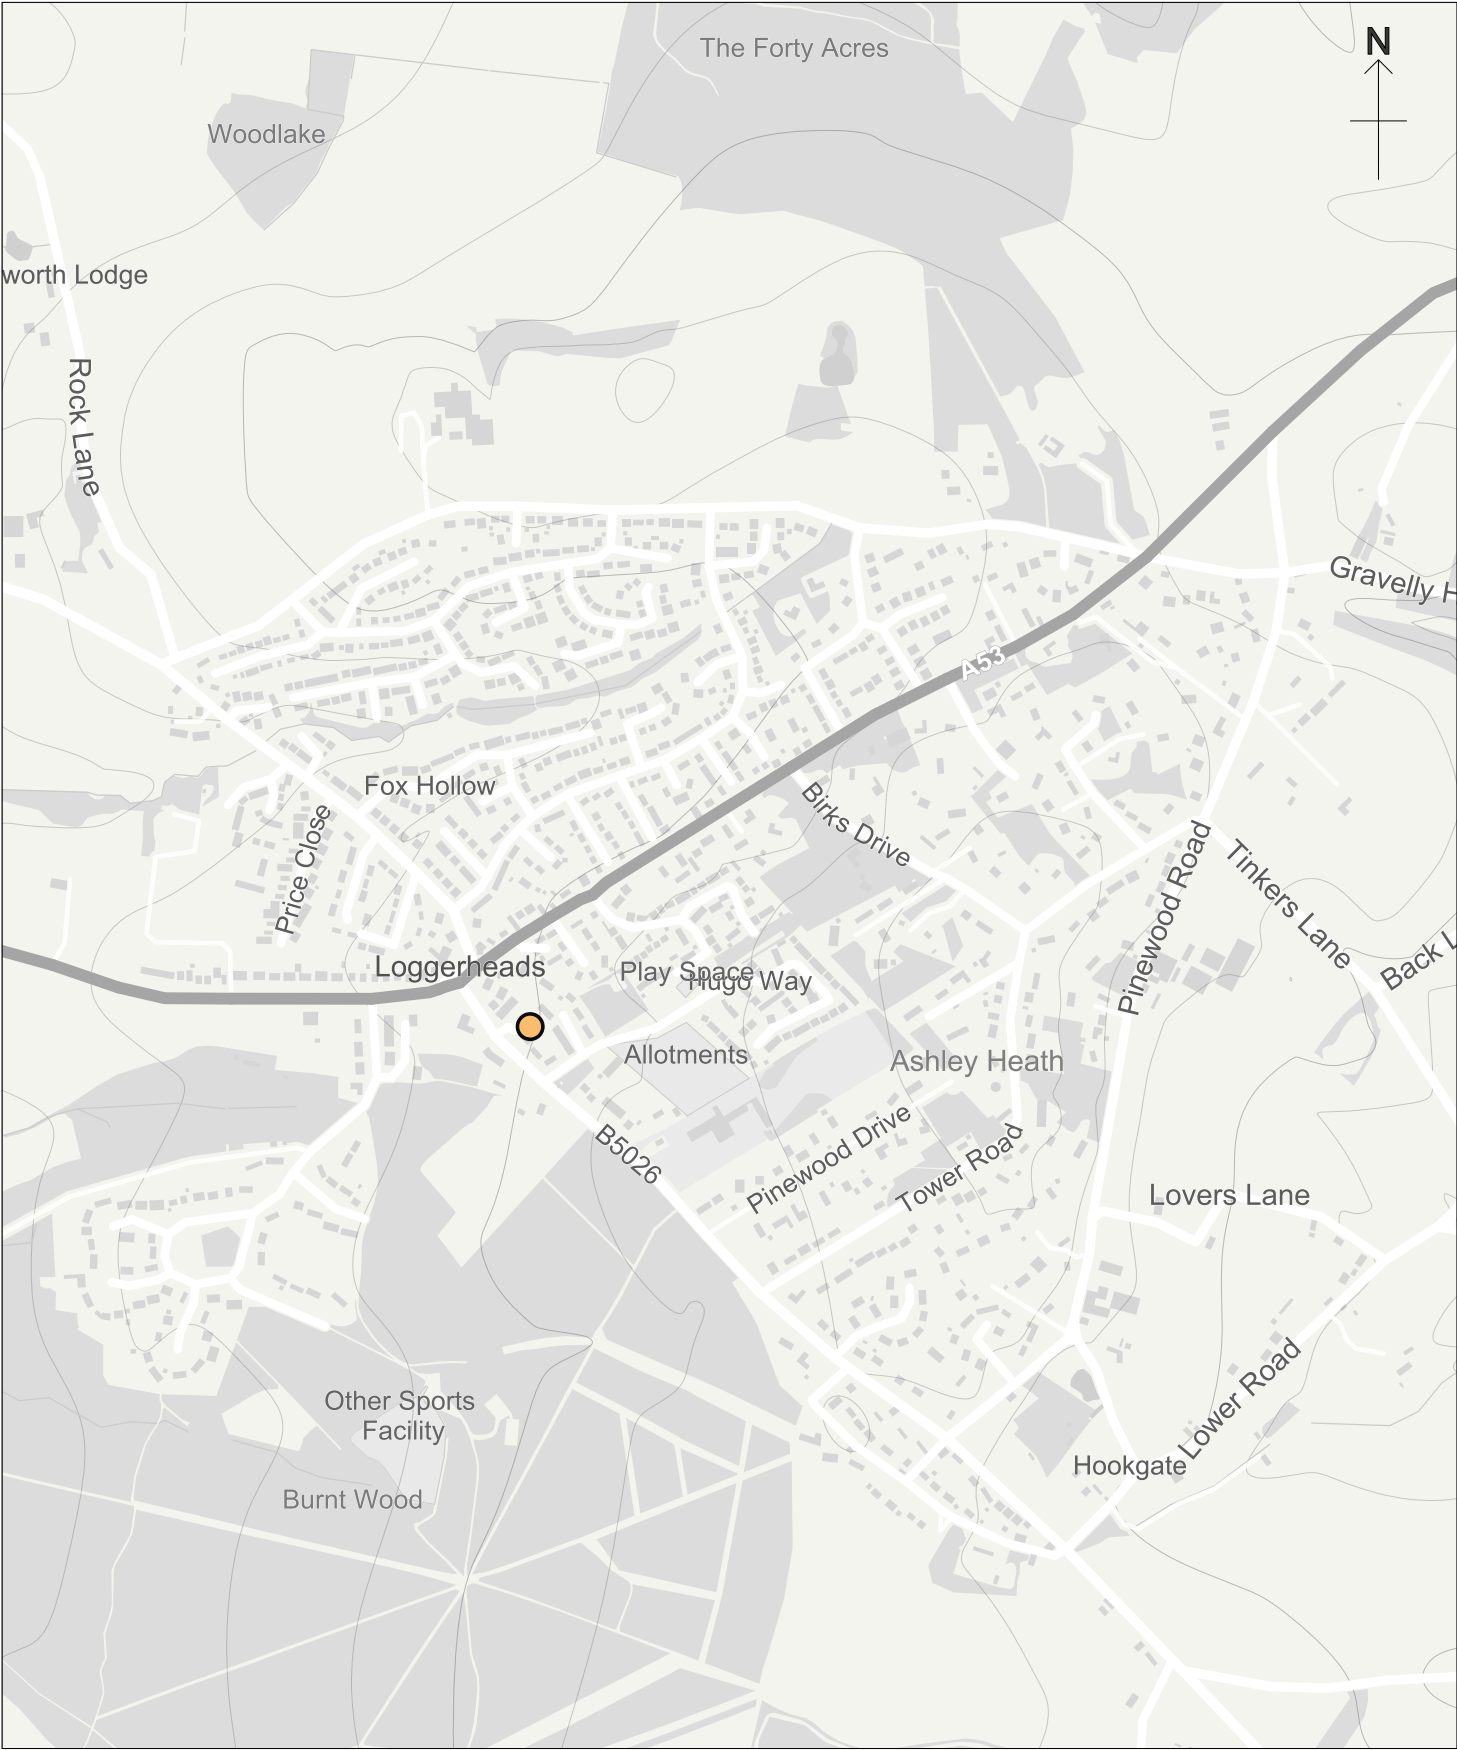 The Forty Acres
N
Woodlake
worth Lodge
Rock Lane
Gravelly H
A53
Fox Hollow
Birks Drive
Price Close
Pinewood Road
Tinkers Lane
Back L
Loggerheads
Play Space
Hugo Way
Allotments
Ashley Heath
B5026
Pinewood Drive
Tower Road
Lovers Lane
Lower Road
Other Sports
Facility
Hookgate
Burnt Wood